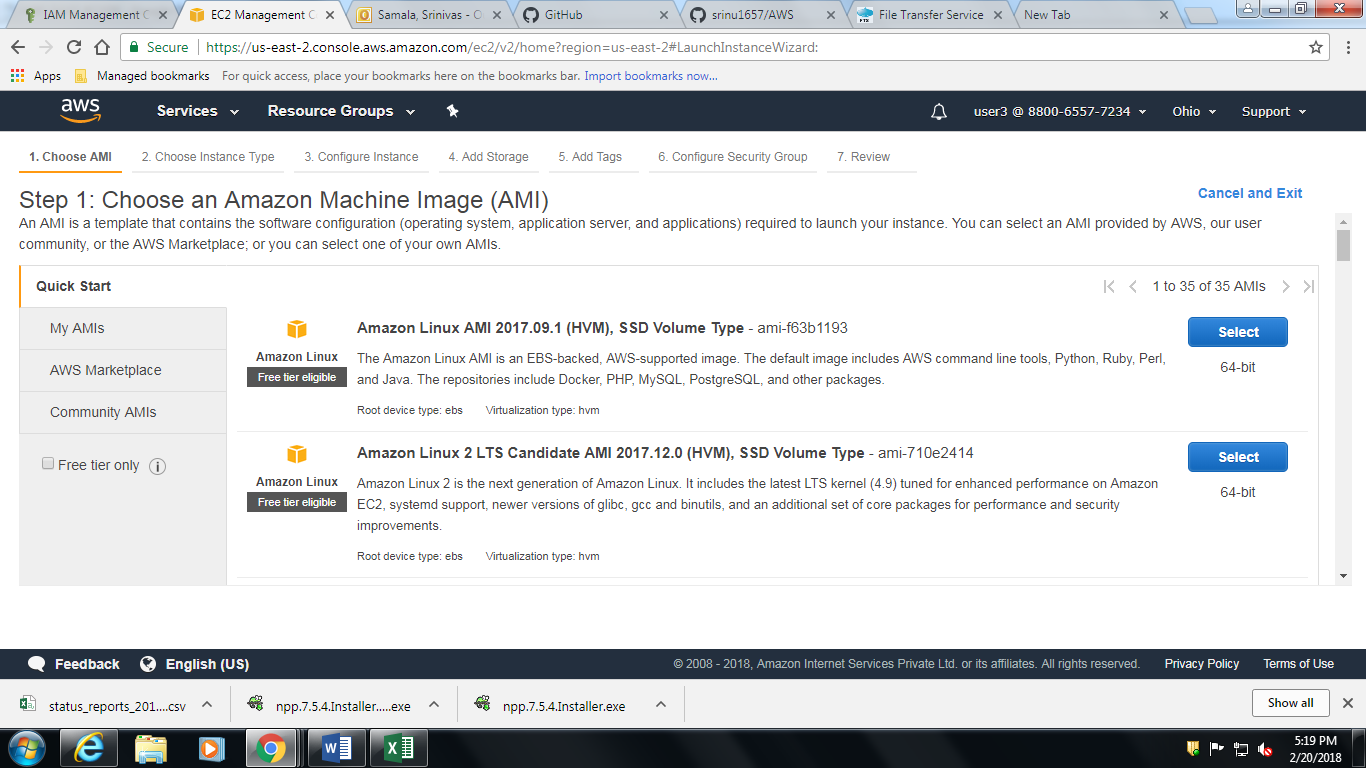 IAM Management C
EC2 Management C
Samala, Srinivas - O
GitHub
srinu1657/AWS
File Transfer Service
New Tab
Secure
https://us-east-2.console.aws.amazon.com/ec2/v2/home?region=us-east-2#LaunchInstanceWizard:
Apps
Managed bookmarks
For quick access, place your bookmarks here on the bookmarks bar. Import bookmarks now...
aws
Services
Resource Groups
user3 @ 8800-6557-7234
Ohio
Support
1. Choose AMI
2. Choose Instance Type
3. Configure Instance
4. Add Storage
5. Add Tags
6. Configure Security Group
7. Review
Step 1: Choose an Amazon Machine Image (AMI)
Cancel and Exit
An AMI is a template that contains the software configuration (operating system, application server, and applications) required to launch your instance. You can select an AMI provided by AWS, our user
community, or the AWS Marketplace; or you can select one of your own AMIs.
Quick Start
1 to 35 of 35 AMIs
My AMIs
AWS Marketplace
Community AMIs
Free tier only
Amazon Linux
Free tier eligible
Amazon Linux AMI 2017.09.1 (HVM), SSD Volume Type - ami-f63b1193
The Amazon Linux AMI is an EBS-backed, AWS-supported image. The default image includes AWS command line tools, Python, Ruby, Perl,
and Java. The repositories include Docker, PHP, MySQL, PostgreSQL, and other packages.
Root device type: ebs
Virtualization type: hvm
Select
64-bit
Amazon Linux
Free tier eligible
Amazon Linux 2 LTS Candidate AMI 2017.12.0 (HVM), SSD Volume Type - ami-710e2414
Amazon Linux 2 is the next generation of Amazon Linux. It includes the latest LTS kernel (4.9) tuned for enhanced performance on Amazon
EC2, systemd support, newer versions of glibc, gcc and binutils, and an additional set of core packages for performance and security
improvements.
Root device type: ebs
Virtualization type: hvm
Select
64-bit
Feedback
English (US)
© 2008 - 2018, Amazon Internet Services Private Ltd. or its affiliates. All rights reserved.
Privacy Policy
Terms of Use
status_reports_201....csv
npp.7.5.4.Installer.....exe
npp.7.5.4.Installer.exe
Show all
5:19 PM
2/20/2018